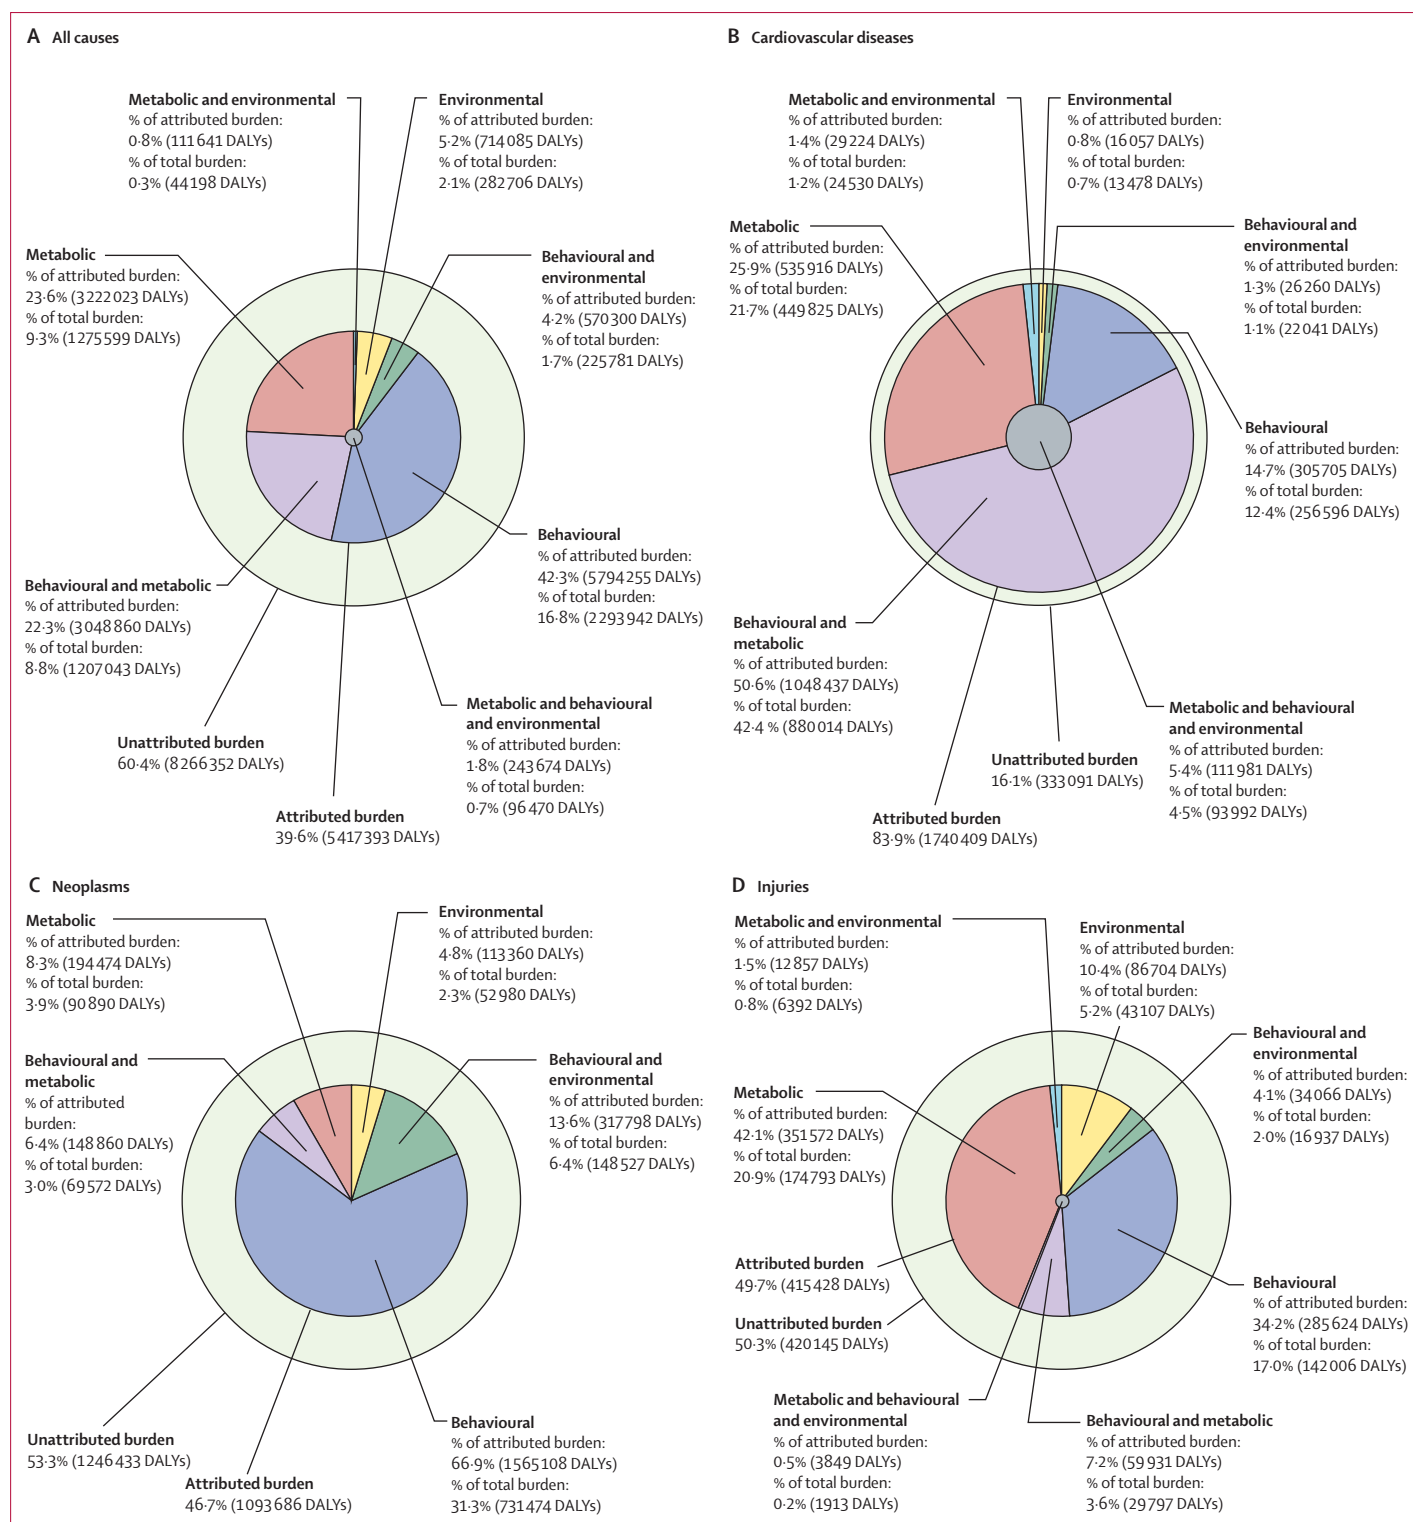 A All causes
Metabolic and environmental
% of attributed burden:
0·8% (111 641 DALYs)
% of total burden:
0·3% (44 198 DALYs)
Environmental
% of attributed burden:
5·2% (714 085 DALYs)
% of total burden:
2·1% (282 706 DALYs)
Metabolic
% of attributed burden:
23·6% (3 222 023 DALYs)
% of total burden:
9·3% (1 275 599 DALYs)
Behavioural and
environmental
% of attributed burden:
4·2% (570 300 DALYs)
% of total burden:
1·7% (225 781 DALYs)
Behavioural
% of attributed burden:
42·3% (5 794 255 DALYs)
% of total burden:
16·8% (2 293 942 DALYs)
Behavioural and metabolic
% of attributed burden:
22·3% (3 048 860 DALYs)
% of total burden:
8·8% (1 207 043 DALYs)
Metabolic and behavioural
and environmental
% of attributed burden:
1·8% (243 674 DALYs)
% of total burden:
0·7% (96 470 DALYs)
Unattributed burden
60·4% (8 266 352 DALYs)
Attributed burden
39·6% (5 417 393 DALYs)
B Cardiovascular diseases
Metabolic and environmental
% of attributed burden:
1·4% (29 224 DALYs)
% of total burden:
1·2% (24 530 DALYs)
Environmental
% of attributed burden:
0·8% (16 057 DALYs)
% of total burden:
0·7% (13 478 DALYs)
Metabolic
% of attributed burden:
25·9% (535 916 DALYs)
% of total burden:
21·7% (449 825 DALYs)
Behavioural and
environmental
% of attributed burden:
1·3% (26 260 DALYs)
% of total burden:
1·1% (22 041 DALYs)
Behavioural
% of attributed burden:
14·7% (305 705 DALYs)
% of total burden:
12·4% (256 596 DALYs)
Behavioural and
metabolic
% of attributed burden:
50·6% (1 048 437 DALYs)
% of total burden:
42·4 % (880 014 DALYs)
Metabolic and behavioural
and environmental
% of attributed burden:
5·4% (111 981 DALYs)
% of total burden:
4·5% (93 992 DALYs)
Unattributed burden
16·1% (333 091 DALYs)
Attributed burden
83·9% (1 740 409 DALYs)
C Neoplasms
Metabolic
% of attributed burden:
8·3% (194 474 DALYs)
% of total burden:
3·9% (90 890 DALYs)
Environmental
% of attributed burden:
4·8% (113 360 DALYs)
% of total burden:
2·3% (52 980 DALYs)
Behavioural and
metabolic
% of attributed
burden:
6·4% (148 860 DALYs)
% of total burden:
3·0% (69 572 DALYs)
Behavioural and
environmental
% of attributed burden:
13·6% (317 798 DALYs)
% of total burden:
6·4% (148 527 DALYs)
Unattributed burden
53·3% (1 246 433 DALYs)
Attributed burden
46·7% (1 093 686 DALYs)
Behavioural
% of attributed burden:
66·9% (1 565 108 DALYs)
% of total burden:
31·3% (731 474 DALYs)
D Injuries
Metabolic and environmental
% of attributed burden:
1·5% (12 857 DALYs)
% of total burden:
0·8% (6392 DALYs)
Environmental
% of attributed burden:
10·4% (86 704 DALYs)
% of total burden:
5·2% (43 107 DALYs)
Behavioural and
environmental
% of attributed burden:
4·1% (34 066 DALYs)
% of total burden:
2·0% (16 937 DALYs)
Metabolic
% of attributed burden:
42·1% (351 572 DALYs)
% of total burden:
20·9% (174 793 DALYs)
Attributed burden
49·7% (415 428 DALYs)
Unattributed burden
50·3% (420 145 DALYs)
Behavioural
% of attributed burden:
34·2% (285 624 DALYs)
% of total burden:
17·0% (142 006 DALYs)
Metabolic and behavioural
and environmental
% of attributed burden:
0·5% (3849 DALYs)
% of total burden:
0·2% (1913 DALYs)
Behavioural and metabolic
% of attributed burden:
7·2% (59 931 DALYs)
% of total burden:
3·6% (29 797 DALYs)